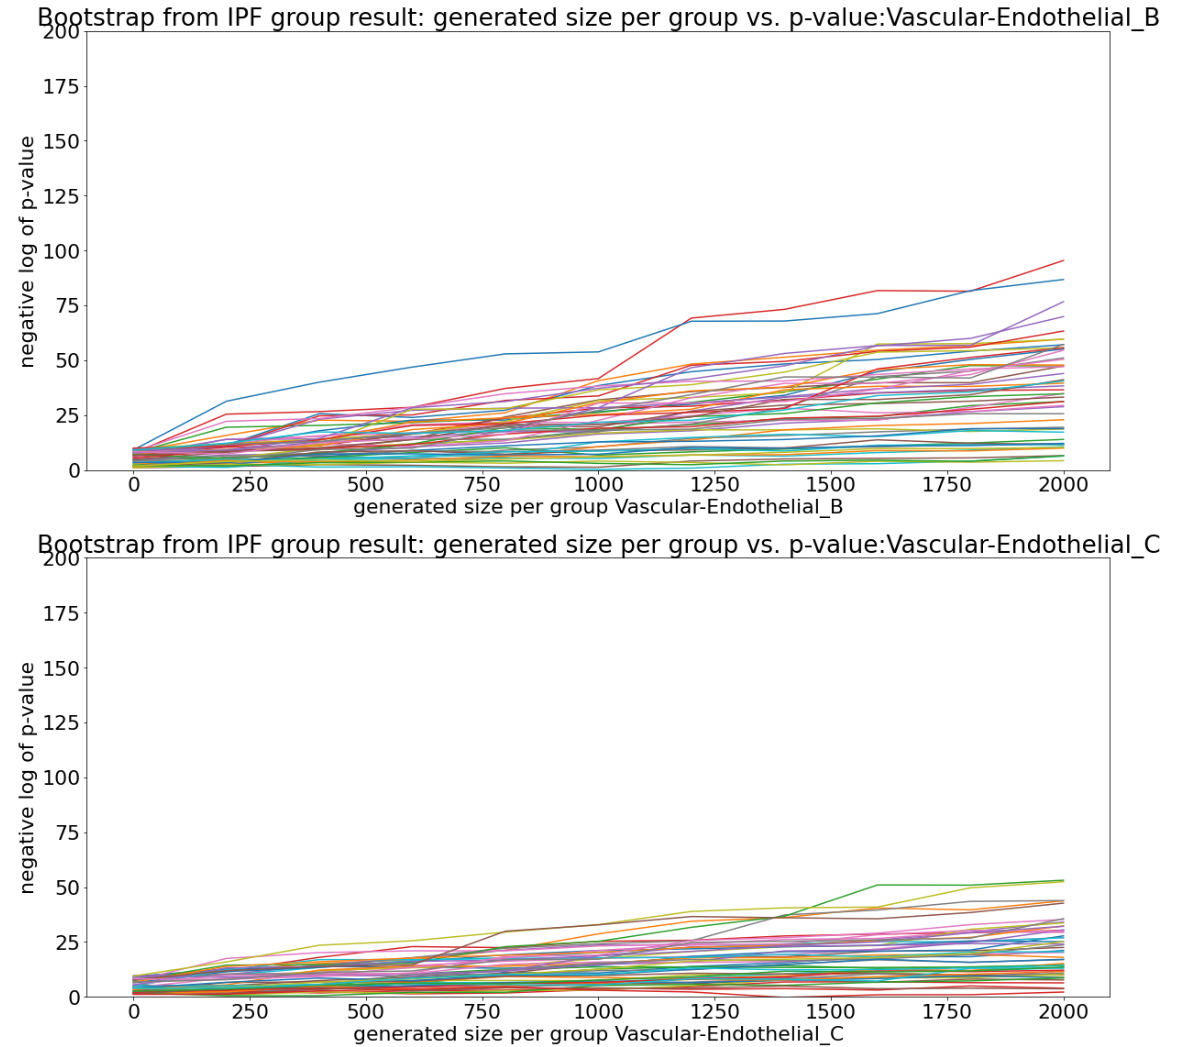 Bootstrap from IPF group result: generated size per group vs. p-value:Vascular-Endothelial_B
200
175
150
125
100
75
50
25
0
negative log of p-value
0 250 500 750 1000 1250 1500 1750 2000
generated size per group Vascular-Endothelial_B
Bootstrap from IPF group result: generated size per group vs. p-value:Vascular-Endothelial_C
200
175
150
125
100
75
50
25
0
negative log of p-value
0 250 500 750 1000 1250 1500 1750 2000
generated size per group Vascular-Endothelial_C